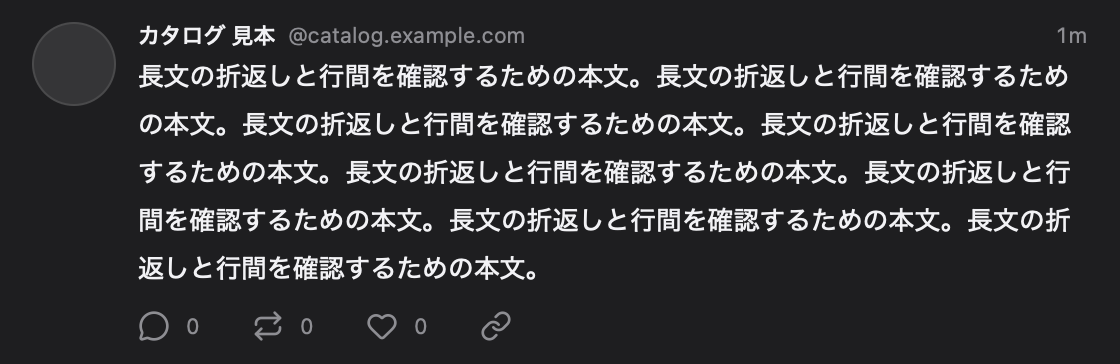 カタログ 見本 @catalog.example.com 1m
長文の折返しと行間を確認するための本文。長文の折返しと行間を確認するため
の本文。長文の折返しと行間を確認するための本文。長文の折返しと行間を確認
するための本文。長文の折返しと行間を確認するための本文。長文の折返しと行
間を確認するための本文。長文の折返しと行間を確認するための本文。長文の折
返しと行間を確認するための本文。
0 0 0